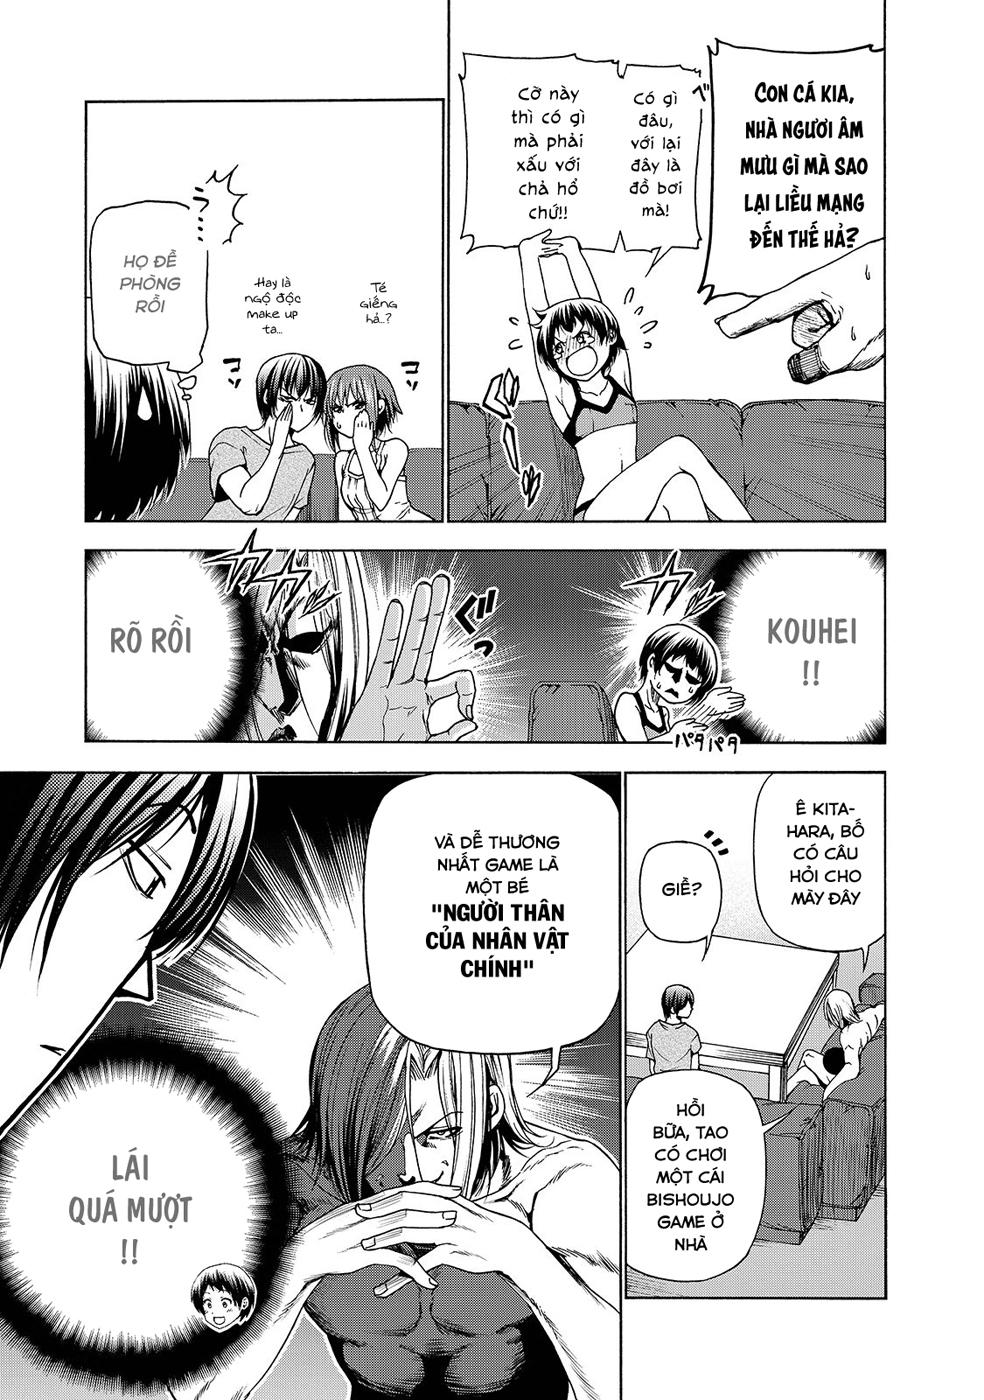 CON CÁ KIA,
NHÀ NGƯƠI ÂM
MƯU GÌ MÀ SAO
LẠI LIỀU MẠNG
ĐẾN THẾ HẢ?
Có gì
đâu,
với lại
đây là
đồ bơi
mà!
Cỡ này
thì có gì
mà phải
xấu với
chả hổ
chứ!!
Té
giếng
hả..?
Hay là
ngộ độc
make up
ta...
HỌ ĐỀ
PHÒNG
RỒI
KOUHEI
!!
パタパタ
RÕ RỒI
Ê KITA-
HARA, BỐ
CÓ CÂU
HỎI CHO
MÀY ĐÂY
GIỀ?
HỒI
BỮA, TAO
CÓ CHƠI
MỘT CÁI
BISHOUJO
GAME Ở
NHÀ
VÀ DỄ THƯƠNG
NHẤT GAME LÀ
MỘT BÉ
"NGƯỜI THÂN
CỦA NHÂN VẬT
CHÍNH"
LÁI
QUÁ MƯỢT
!!